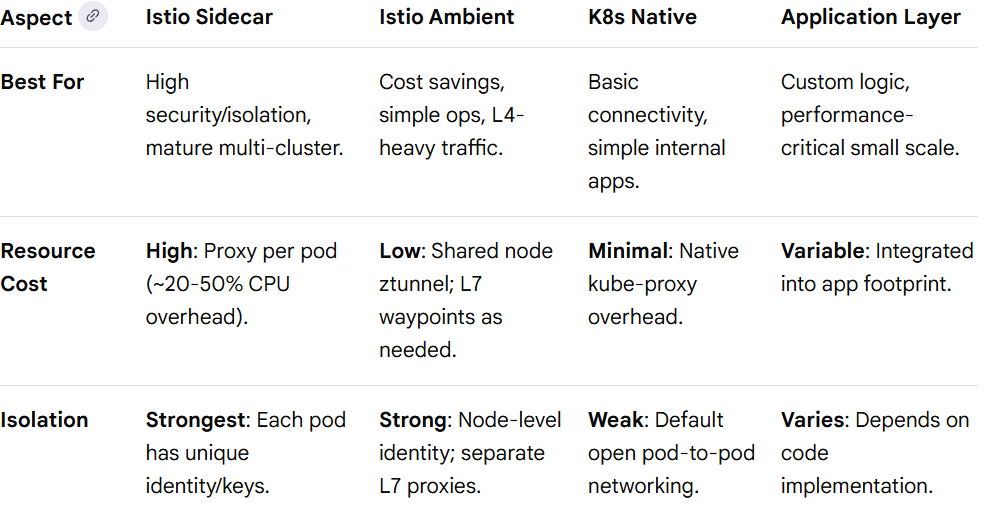 Aspect
Istio Sidecar
Istio Ambient
K8s Native
Application Layer
Best For
High
security/isolation,
mature multi-cluster.
Cost savings,
simple ops, L4-
heavy traffic.
Basic
connectivity,
simple internal
apps.
Custom logic,
performance-
critical small scale.
Resource
Cost
High: Proxy per pod
(~20-50% CPU
overhead).
Low: Shared node
ztunnel; L7
waypoints as
needed.
Minimal: Native
kube-proxy
overhead.
Variable: Integrated
into app footprint.
Isolation
Strongest: Each pod
has unique
identity/keys.
Strong: Node-level
identity; separate
L7 proxies.
Weak: Default
open pod-to-pod
networking.
Varies: Depends on
code
implementation.